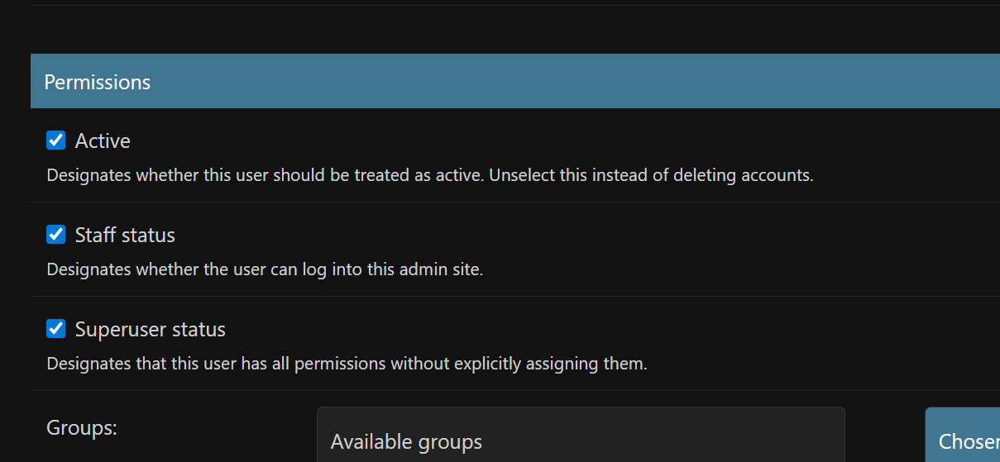 Permissions
Active
Designates whether this user should be treated as active. Unselect this instead of deleting accounts.
Staff status
Designates whether the user can log into this admin site.
Superuser status
Designates that this user has all permissions without explicitly assigning them.
Groups:
Available groups
Chosen